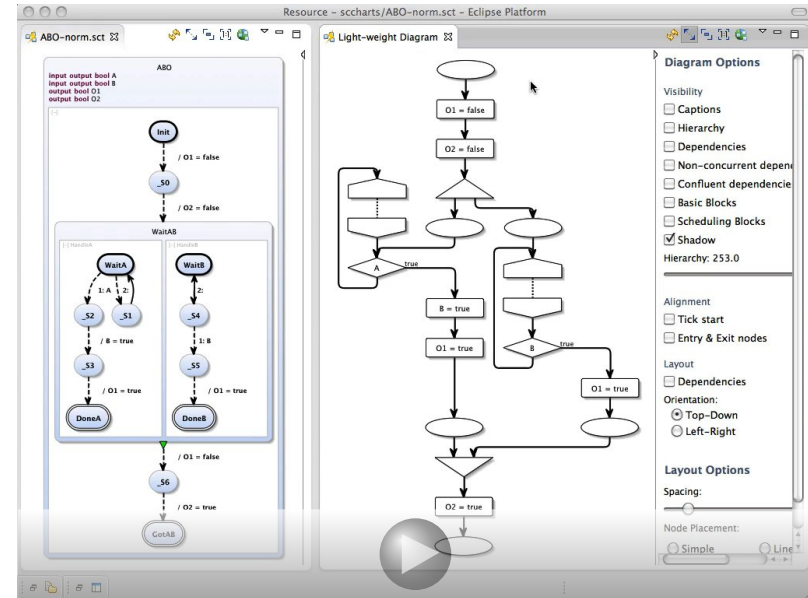 Resource – sccharts/ABO-norm.sct – Eclipse Platform
ABO-norm.sct
ABO
input output bool A
input output bool B
output bool O1
output bool O2
[-]
Init
/ O1 = false
_S0
/ O2 = false
WaitAB
[-] HandleA
WaitA
1: A
2:
_S2
_S1
/ B = true
_S3
/ O1 = true
DoneA
[-] HandleB
WaitB
2:
_S4
1: B
_S5
/ O1 = true
DoneB
/ O1 = false
_S6
/ O2 = true
GotAB
Light-weight Diagram
O1 = false
O2 = false
A
true
B = true
O1 = true
B
true
O1 = true
O2 = true
Diagram Options
Visibility
Captions
Hierarchy
Dependencies
Non-concurrent depen
Confluent dependencie
Basic Blocks
Scheduling Blocks
Shadow
Hierarchy: 253.0
Alignment
Tick start
Entry & Exit nodes
Layout
Dependencies
Orientation:
Top-Down
Left-Right
Layout Options
Spacing:
Node Placement:
Simple
Line